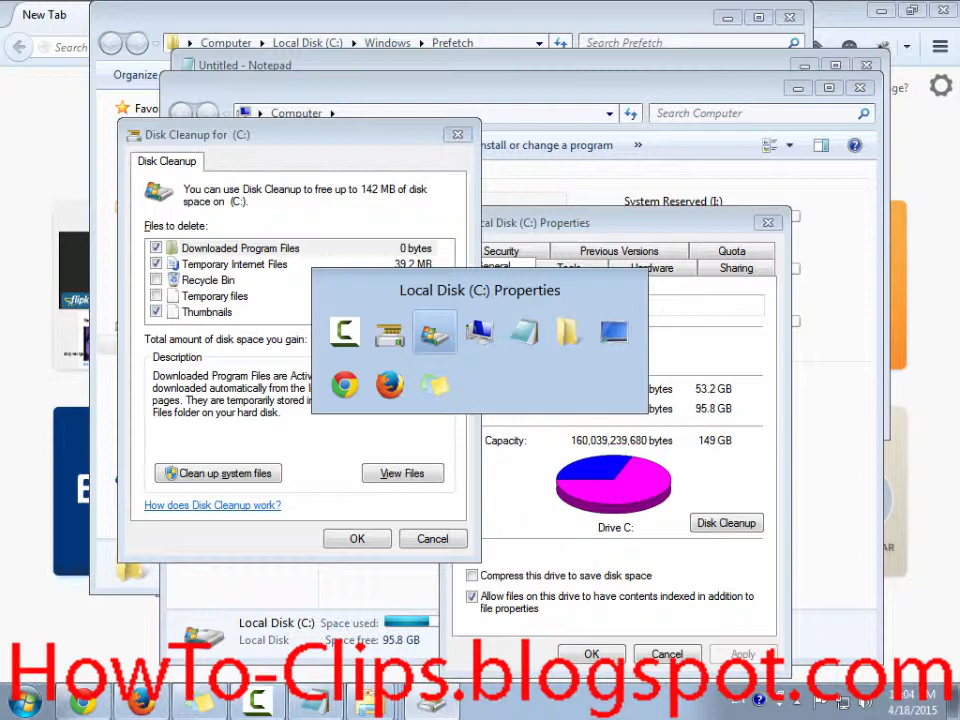 New Tab
Computer Local Disk (C:) Windows Prefetch
Search Prefetch
Search
Untitled - Notepad
Organize
Favo
Computer
Search Computer
nstall or change a program »
System Reserved (I:)
Disk Cleanup for (C:)
Disk Cleanup
You can use Disk Cleanup to free up to 142 MB of disk
space on (C:).
Files to delete:
Downloaded Program Files 0 bytes
Temporary Internet Files 39.2 MB
Recycle Bin
Temporary files
Thumbnails
Total amount of disk space you gain:
Description
Downloaded Program Files are Activ
downloaded automatically from the I
pages. They are temporarily stored i
Files folder on your hard disk.
Clean up system files
View Files
How does Disk Cleanup work?
OK Cancel
cal Disk (C:) Properties
Security Previous Versions Quota
General Tools Hardware Sharing
Local Disk (C:) Properties
bytes 53.2 GB
bytes 95.8 GB
Capacity: 160,039,239,680 bytes 149 GB
Drive C:
Disk Cleanup
Compress this drive to save disk space
Allow files on this drive to have contents indexed in addition to
file properties
OK Cancel Apply
Local Disk (C:) Space used:
Local Disk Space free: 95.8 GB
flipk
AR
HowTo-Clips.blogspot.com
4/18/2015